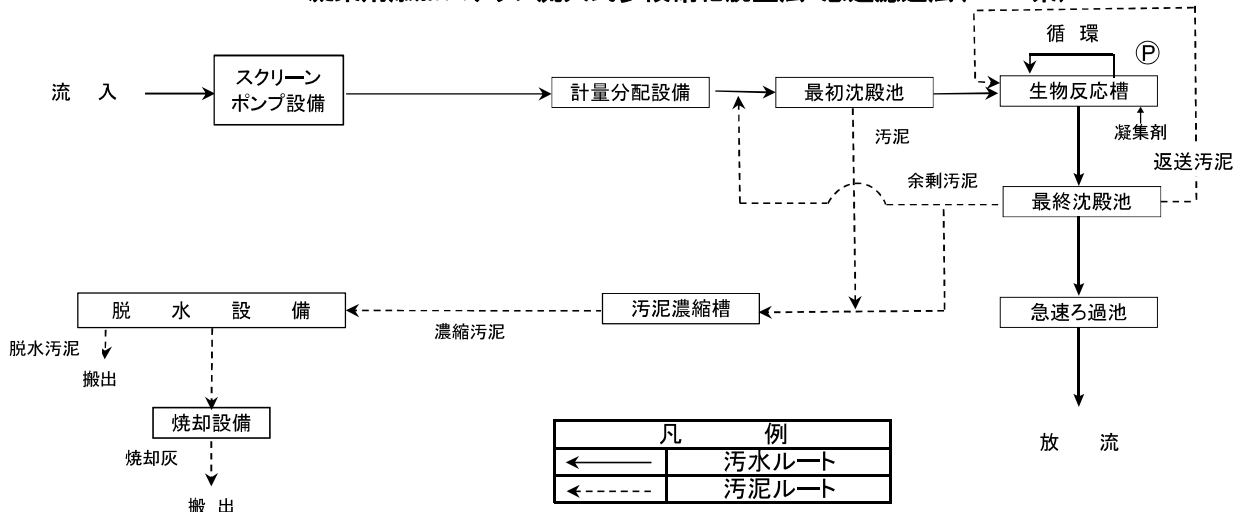 循 環
Ⓟ
流 入
スクリーン
ポンプ設備
計量分配設備
最初沈殿池
生物反応槽
凝集剤
汚泥
返送汚泥
余剰汚泥
最終沈殿池
脱 水 設 備
汚泥濃縮槽
急速ろ過池
濃縮汚泥
脱水汚泥
搬出
焼却設備
凡 例
汚水ルート
汚泥ルート
放 流
焼却灰
搬 出